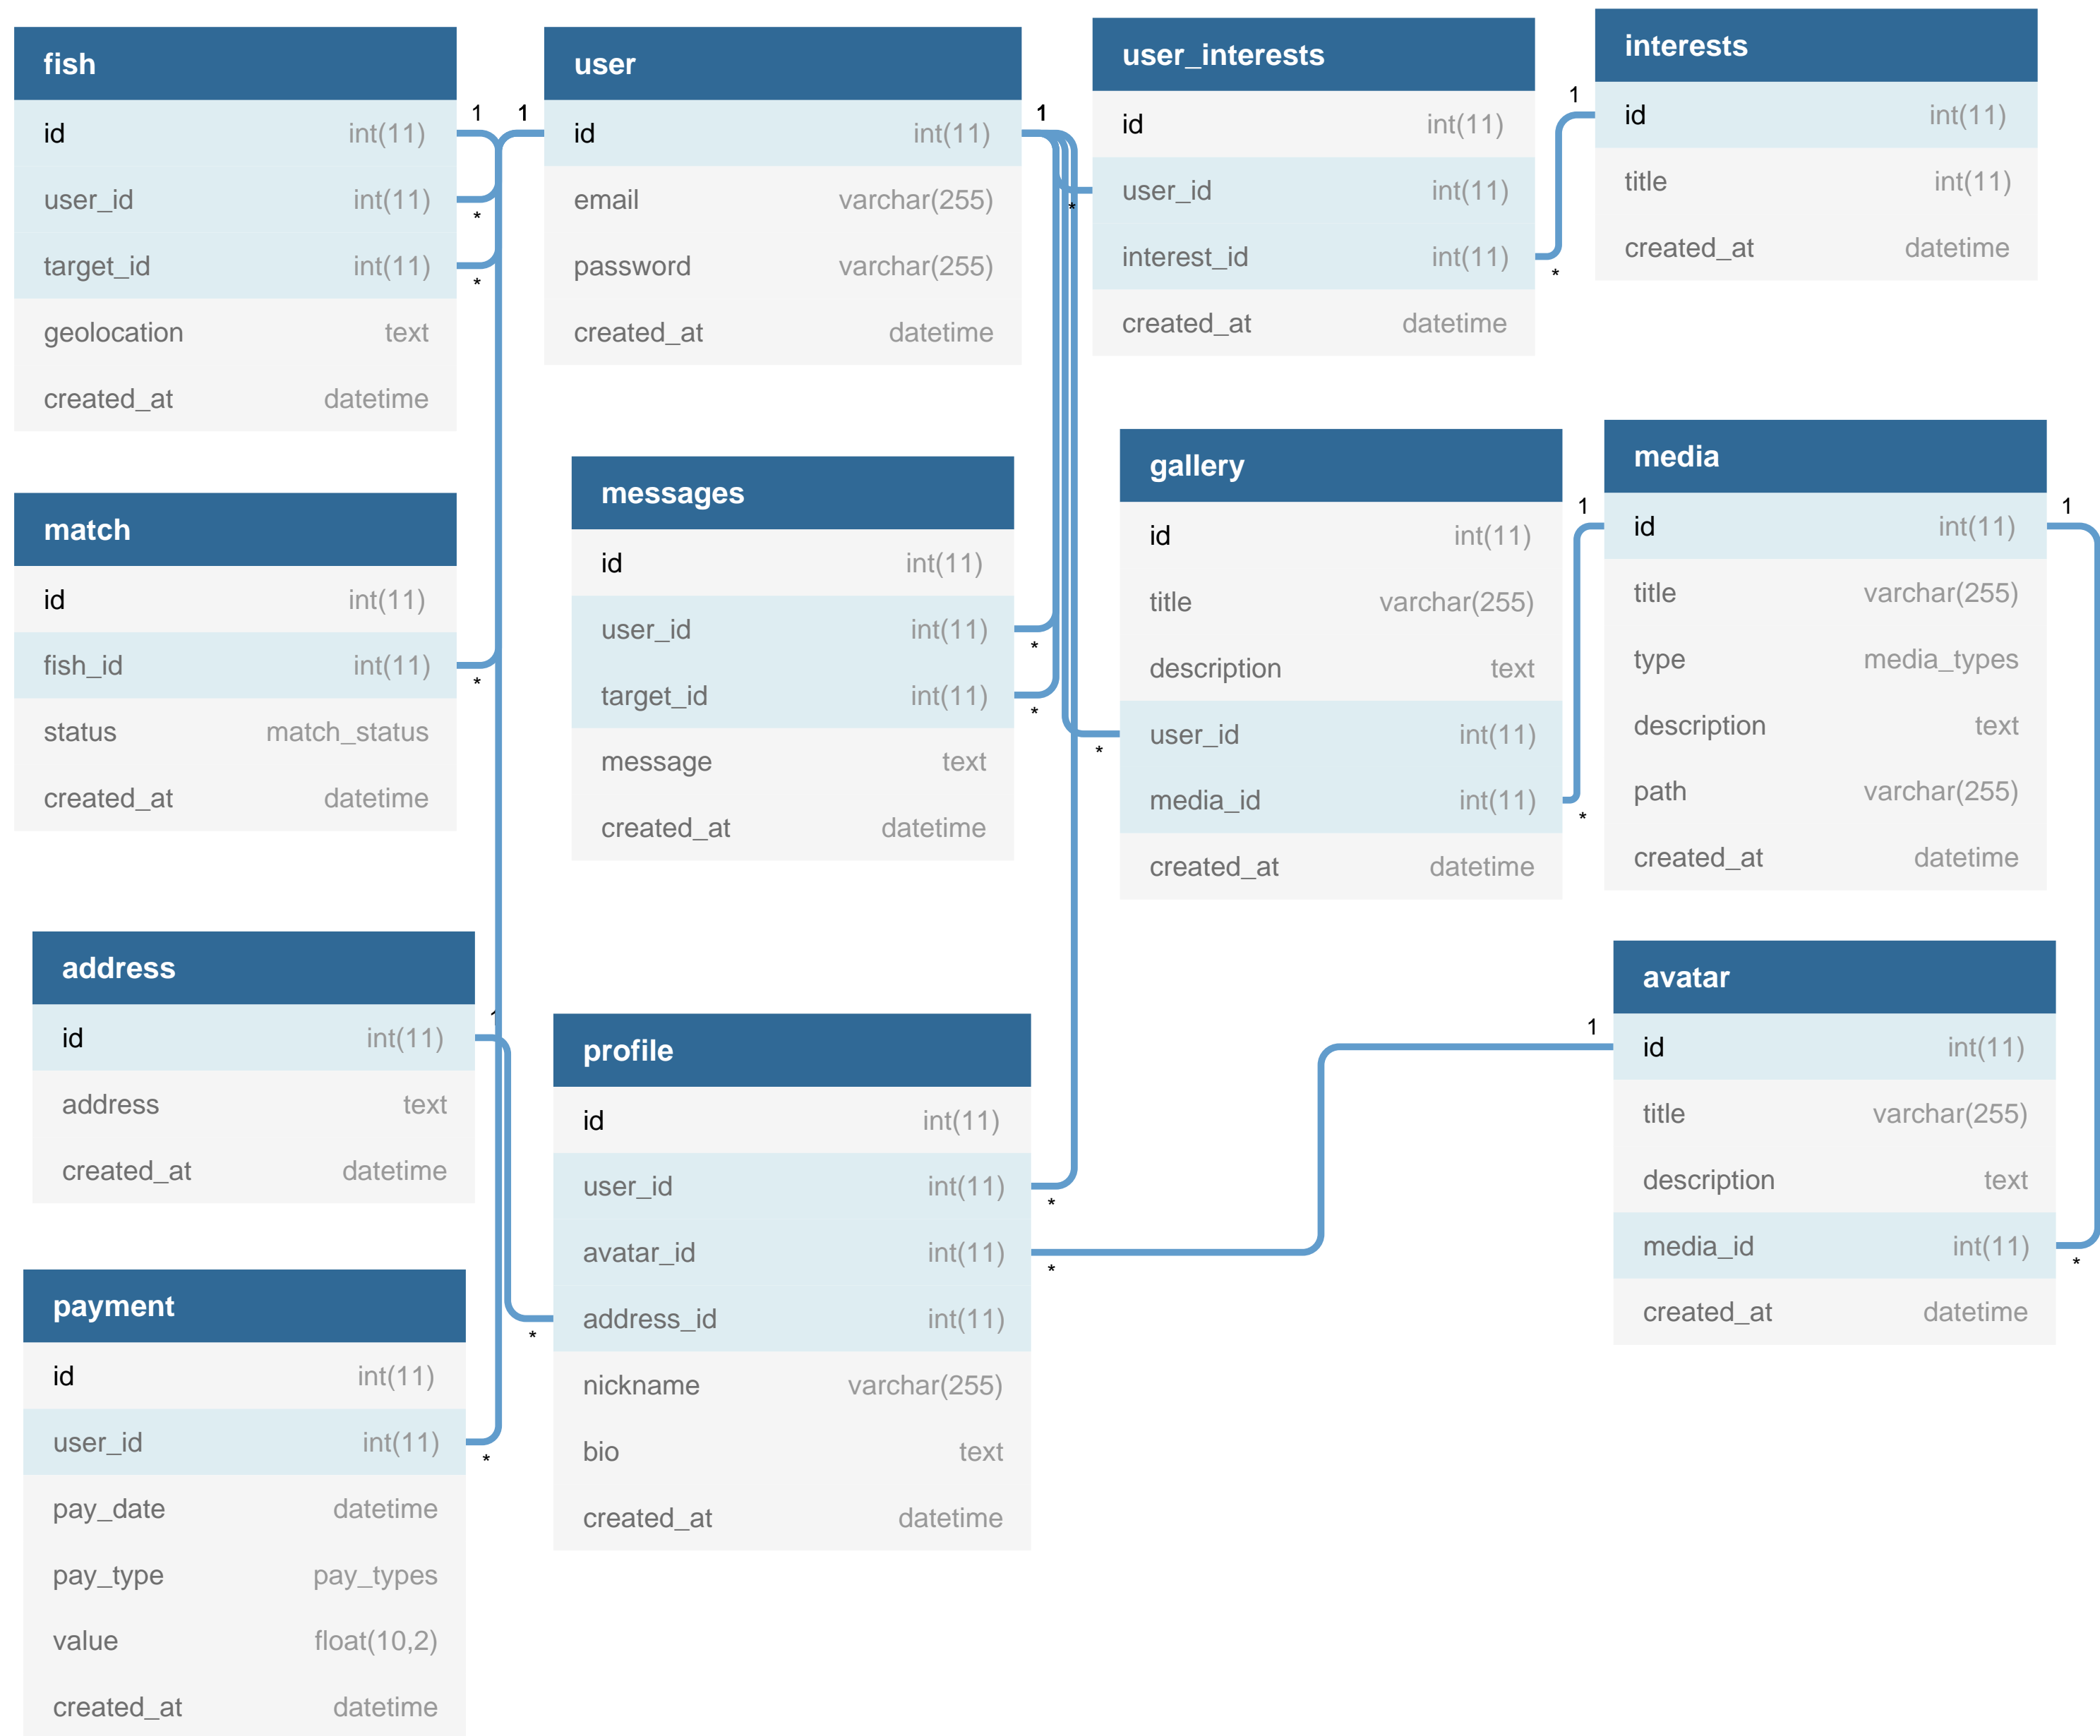 fish
1
id int(11)
user_id int(11)
*
target_id int(11)
*
geolocation text
created_at datetime
user
1
1
id int(11)
email varchar(255)
password varchar(255)
created_at datetime
user_interests
id int(11)
user_id int(11)
*
interest_id int(11)
*
created_at datetime
interests
1
id int(11)
title int(11)
created_at datetime
match
id int(11)
fish_id int(11)
*
status match_status
created_at datetime
messages
id int(11)
user_id int(11)
*
target_id int(11)
*
message text
created_at datetime
gallery
id int(11)
title varchar(255)
description text
user_id int(11)
*
media_id int(11)
*
created_at datetime
media
1
1
id int(11)
title varchar(255)
type media_types
description text
path varchar(255)
created_at datetime
address
1
id int(11)
address text
created_at datetime
profile
id int(11)
user_id int(11)
*
avatar_id int(11)
*
address_id int(11)
*
nickname varchar(255)
bio text
created_at datetime
avatar
1
id int(11)
title varchar(255)
description text
media_id int(11)
*
created_at datetime
payment
id int(11)
user_id int(11)
*
pay_date datetime
pay_type pay_types
value float(10,2)
created_at datetime